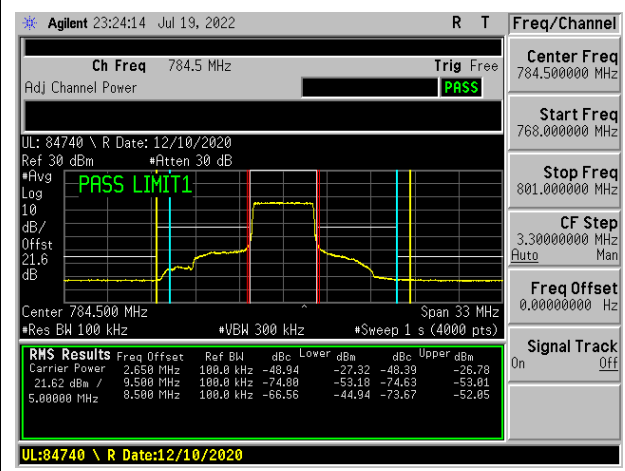 Agilent 23:24:14 Jul 19, 2022 R T Freq/Channel
Ch Freq 784.5 MHz Trig Free
Adj Channel Power PASS
Center Freq
784.500000 MHz
Start Freq
768.000000 MHz
Stop Freq
801.000000 MHz
CF Step
3.30000000 MHz
Auto Man
Freq Offset
0.00000000 Hz
Signal Track
On Off
UL: 84740 \ R Date: 12/10/2020
Ref 30 dBm #Atten 30 dB
#Avg
Log
10
dB/
Offst
21.6
dB
PASS LIMIT1
Center 784.500 MHz Span 33 MHz
#Res BW 100 kHz #VBW 300 kHz #Sweep 1 s (4000 pts)
RMS Results Freq Offset Ref BW dBc Lower dBm dBc Upper dBm
Carrier Power 2.650 MHz 100.0 kHz -48.94 -27.32 -48.39 -26.78
21.62 dBm / 9.500 MHz 100.0 kHz -74.80 -53.18 -74.63 -53.01
5.00000 MHz 8.500 MHz 100.0 kHz -66.56 -44.94 -73.67 -52.05
UL:84740 \ R Date:12/10/2020